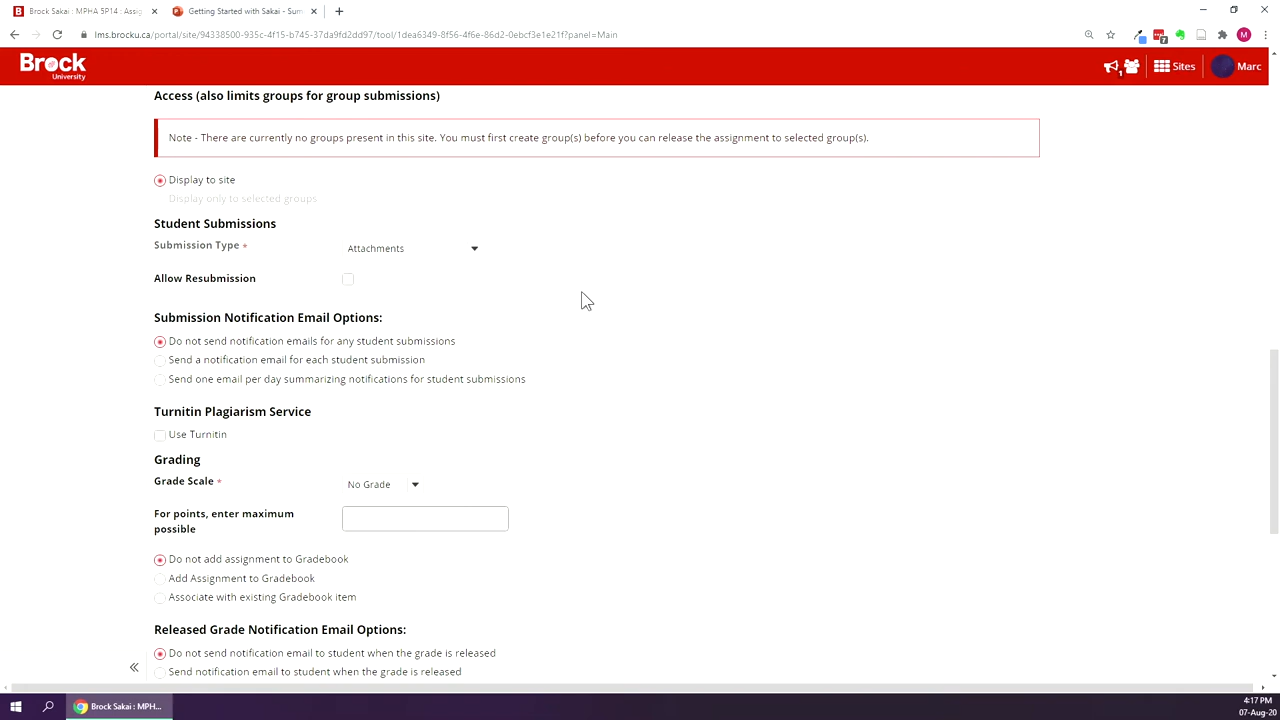 Brock Sakai : MPHA 5P14 : Assig
Getting Started with Sakai - Sum
lms.brocku.ca/portal/site/94338500-935c-4f15-b745-37da9fd2dd97/tool/1dea6349-8f56-4f6e-86d2-0ebcf3e1e21f?panel=Main
7
M
Brock
University
1
Sites
Marc
Access (also limits groups for group submissions)
Note - There are currently no groups present in this site. You must first create group(s) before you can release the assignment to selected group(s).
Display to site
Display only to selected groups
Student Submissions
Submission Type *
Attachments
Allow Resubmission
Submission Notification Email Options:
Do not send notification emails for any student submissions
Send a notification email for each student submission
Send one email per day summarizing notifications for student submissions
Turnitin Plagiarism Service
Use Turnitin
Grading
Grade Scale *
No Grade
For points, enter maximum
possible
Do not add assignment to Gradebook
Add Assignment to Gradebook
Associate with existing Gradebook item
Released Grade Notification Email Options:
Do not send notification email to student when the grade is released
Send notification email to student when the grade is released
Brock Sakai : MPH...
4:17 PM
07-Aug-20